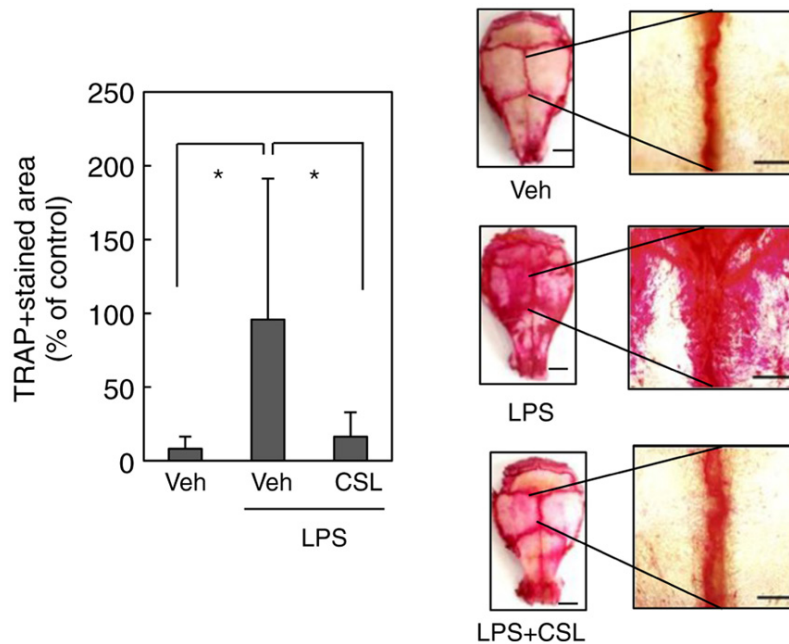 TRAP+stained area
(% of control)
250
200
150
100
50
0
*
*
Veh
Veh
CSL
LPS
Veh
LPS
LPS+CSL